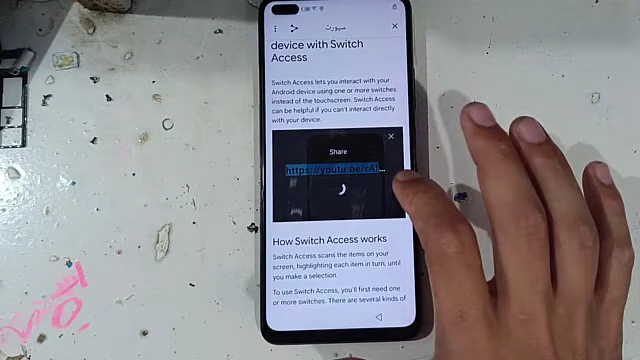 سپورٹ
device with Switch
Access
Switch Access lets you interact with your
Android device using one or more switches
instead of the touchscreen. Switch Access
can be helpful if you can't interact directly
with your device.
Share
https://youtu.be/rAI...
How Switch Access works
Switch Access scans the items on your
screen, highlighting each item in turn, until
you make a selection.
To use Switch Access, you'll first need one
or more switches. There are several kinds of